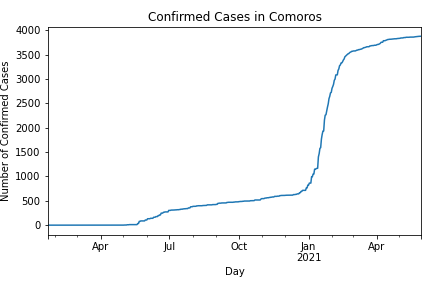 Confirmed Cases in Comoros
Number of Confirmed Cases
4000
3500
3000
2500
2000
1500
1000
500
0
Apr
Jul
Oct
Jan
2021
Apr
Day